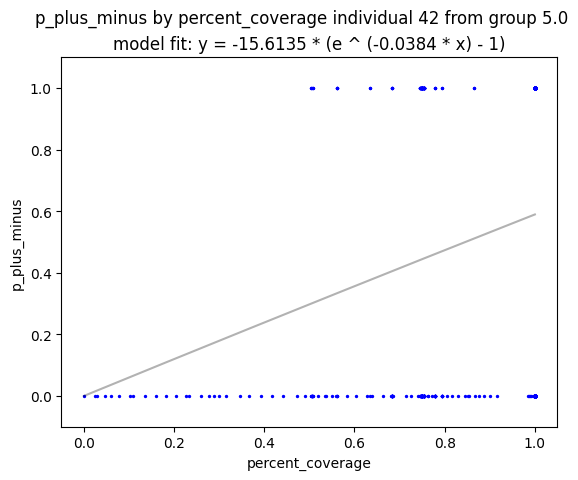 p_plus_minus by percent_coverage individual 42 from group 5.0
model fit: y = -15.6135 * (e ^ (-0.0384 * x) - 1)
1.0
0.8
0.6
0.4
0.2
0.0
p_plus_minus
0.0 0.2 0.4 0.6 0.8 1.0
percent_coverage